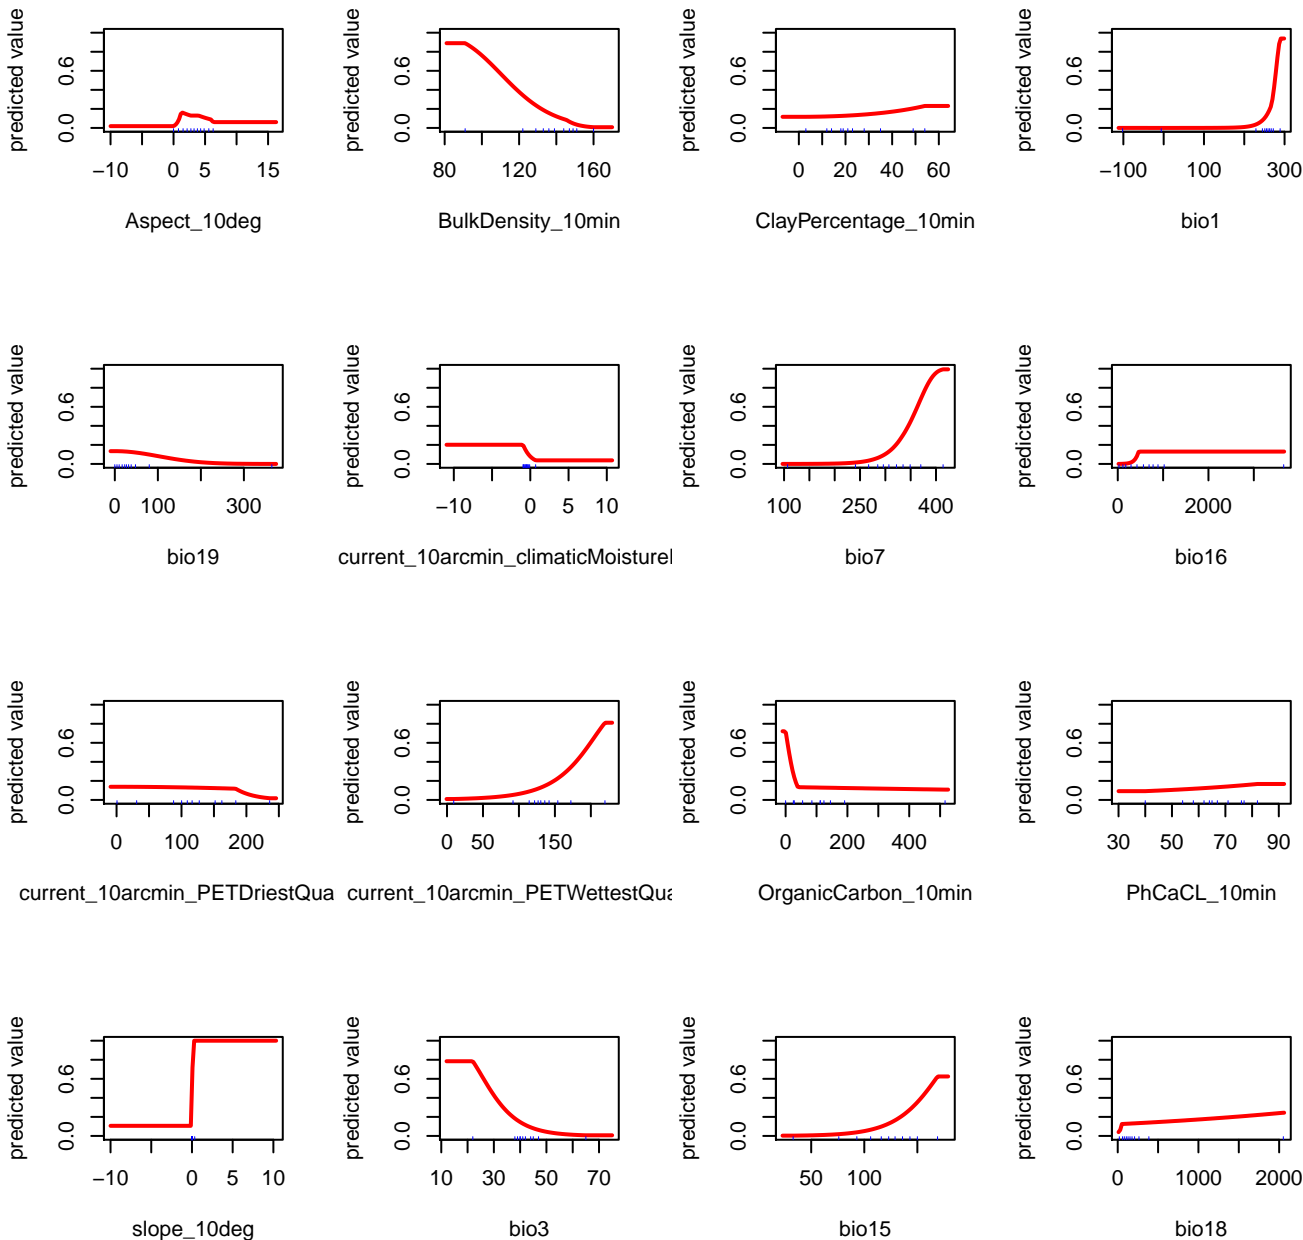 predicted value predicted value predicted value predicted value
0.0 0.6 0.0 0.6 0.0 0.6 0.0 0.6
−10 0 5 15 80 120 160 0 20 40 60 −100 100 300
Aspect_10deg BulkDensity_10min ClayPercentage_10min bio1
predicted value predicted value predicted value predicted value
0.0 0.6 0.0 0.6 0.0 0.6 0.0 0.6
0 100 300 −10 0 5 10 100 250 400 0 2000
bio19 current_10arcmin_climaticMoistureI bio7 bio16
predicted value predicted value predicted value predicted value
0.0 0.6 0.0 0.6 0.0 0.6 0.0 0.6
0 100 200 0 50 150 0 200 400 30 50 70 90
current_10arcmin_PETDriestQua current_10arcmin_PETWettestQua OrganicCarbon_10min PhCaCL_10min
predicted value predicted value predicted value predicted value
0.0 0.6 0.0 0.6 0.0 0.6 0.0 0.6
−10 0 5 10 10 30 50 70 50 100 0 1000 2000
slope_10deg bio3 bio15 bio18